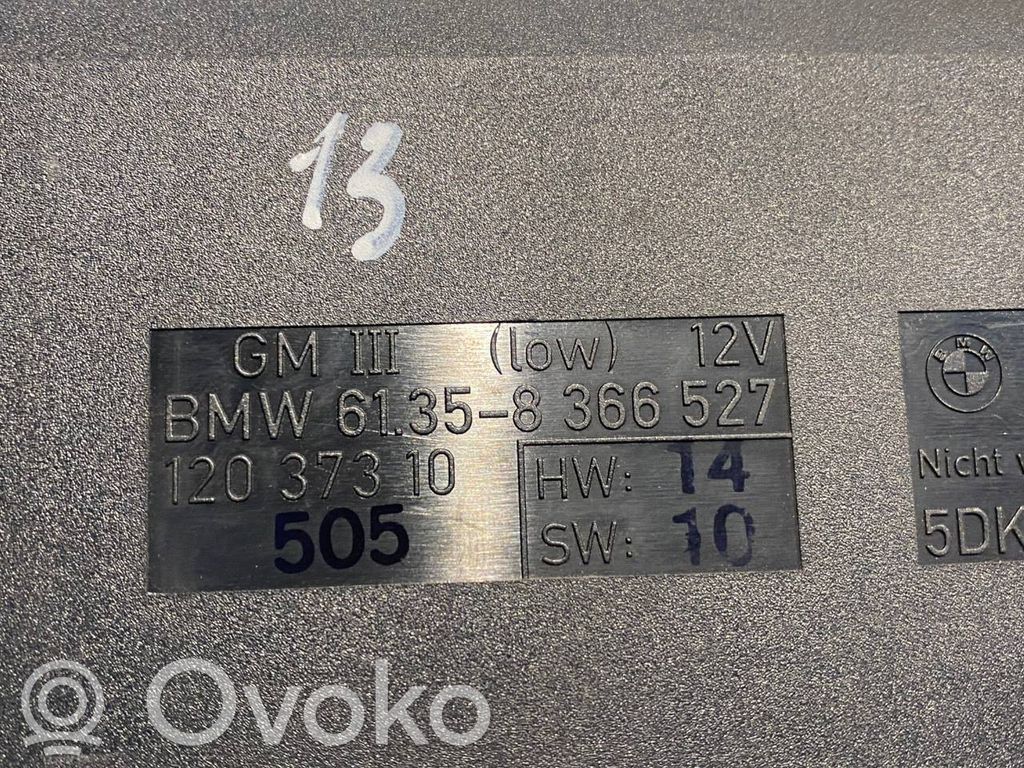 13
GM III (low) 12V
BMW 61.35-8 366 527
120 373 10
505
HW: 14
SW: 10
BMW
Nicht
5DK
Ovoko